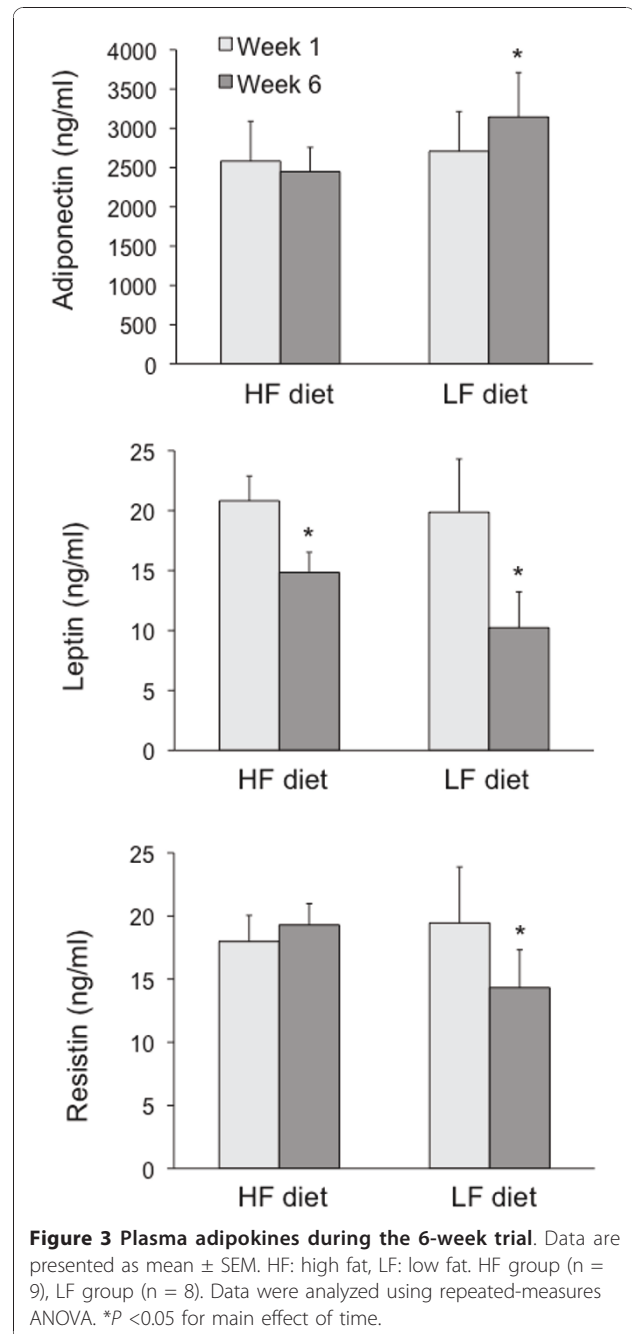 Adiponectin (ng/ml)
4000
3500
3000
2500
2000
1500
1000
500
0
Week 1
Week 6
*
HF diet LF diet
Leptin (ng/ml)
25
20
15
10
5
0
* *
HF diet LF diet
Resistin (ng/ml)
25
20
15
10
5
0
*
HF diet LF diet
Figure 3 Plasma adipokines during the 6-week trial. Data are
presented as mean ± SEM. HF: high fat, LF: low fat. HF group (n =
9), LF group (n = 8). Data were analyzed using repeated-measures
ANOVA. *P <0.05 for main effect of time.